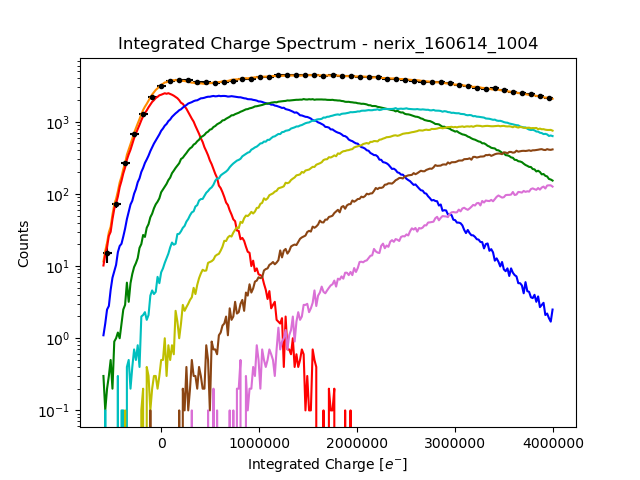 Integrated Charge Spectrum - nerix_160614_1004
Counts
10³
10²
10¹
10⁰
10⁻¹
0 1000000 2000000 3000000 4000000
Integrated Charge [e⁻]